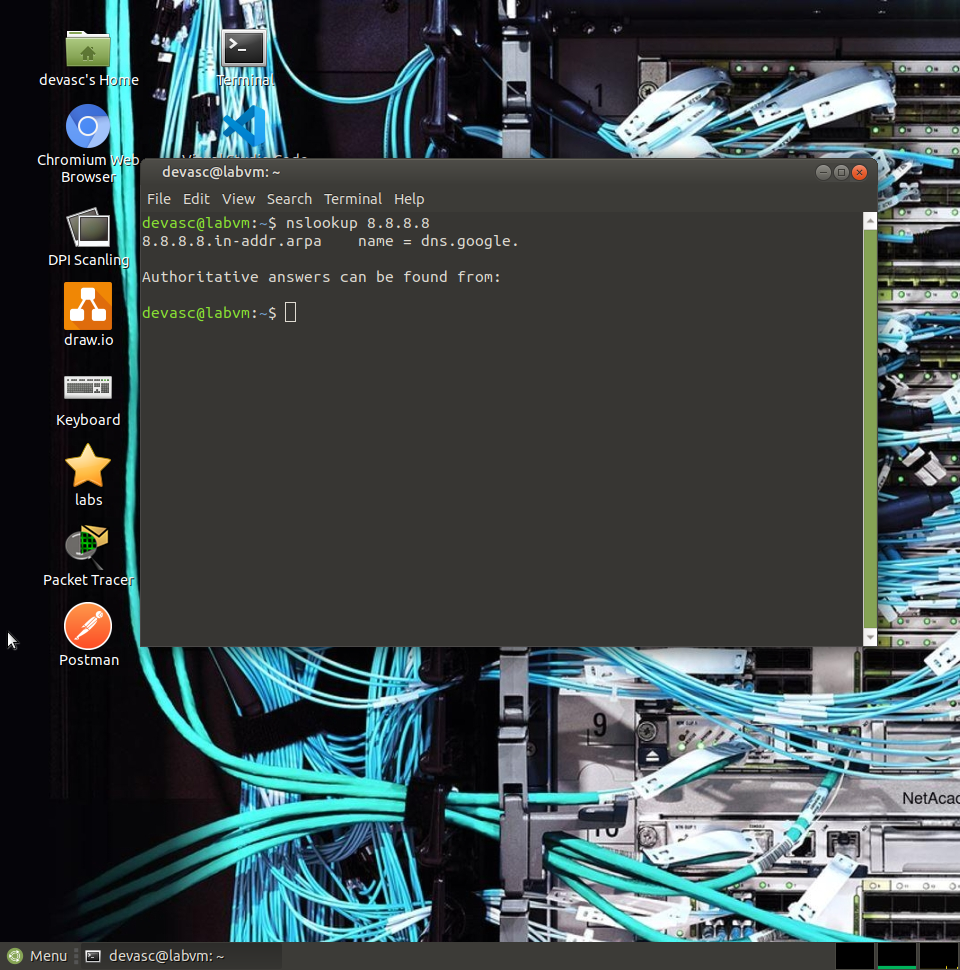 devasc's Home
Terminal
Chromium Web
Browser
DPI Scanling
draw.io
Keyboard
labs
Packet Tracer
Postman
devasc@labvm: ~
File Edit View Search Terminal Help
devasc@labvm:~$ nslookup 8.8.8.8
8.8.8.8.in-addr.arpa    name = dns.google.
Authoritative answers can be found from:
devasc@labvm:~$
1
9
10
NetAcad
Menu
devasc@labvm: ~